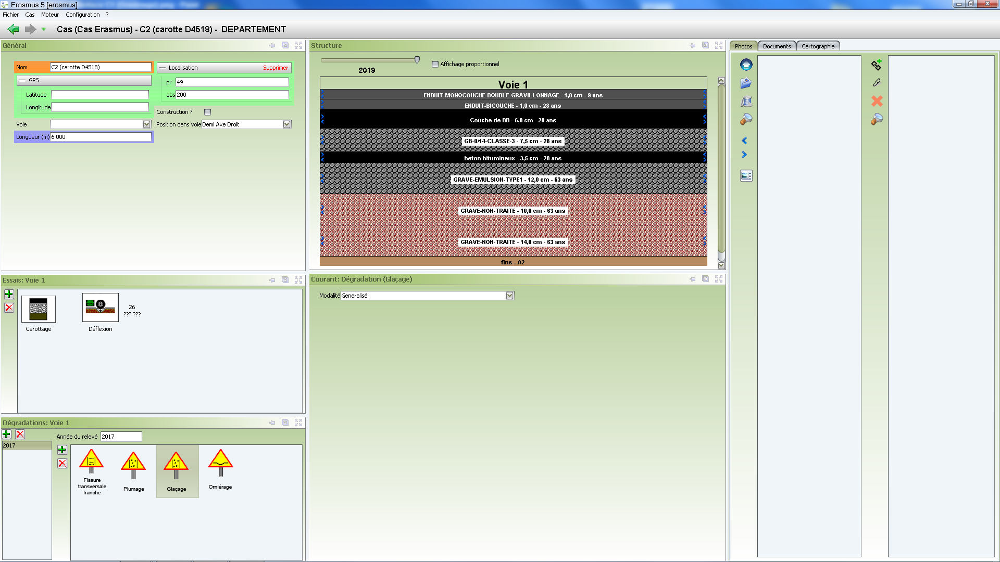 Erasmus 5 [erasmus]
Fichier Cas Moteur Configuration ?
Cas (Cas Erasmus) - C2 (carotte D4518) - DEPARTEMENT
Général
Nom C2 (carotte D4518)
GPS
Latitude
Longitude
Voie
Longueur (m) 6 000
Localisation Supprimer
pr 49
abs 200
Construction ?
Position dans voie Demi Axe Droit
Structure
2019
Affichage proportionnel
Voie 1
ENDUIT-MONOCOUCHE-DOUBLE-GRAVILLONNAGE - 1,0 cm - 9 ans
ENDUIT-BICOUCHE - 1,0 cm - 28 ans
Couche de BB - 6,0 cm - 28 ans
GB-0/14-CLASSE-3 - 7,5 cm - 28 ans
beton bitumineux - 3,5 cm - 28 ans
GRAVE-EMULSION-TYPE1 - 12,0 cm - 63 ans
GRAVE-NON-TRAITE - 10,0 cm - 63 ans
GRAVE-NON-TRAITE - 14,0 cm - 63 ans
fins - A2
Photos Documents Cartographie
Essais: Voie 1
Carottage
Déflexion
26
??? ???
Courant: Dégradation (Glaçage)
Modalité Generalisé
Dégradations: Voie 1
2017
Année du relevé 2017
Fissure
transversale
franche
Plumage
Glaçage
Orniérage